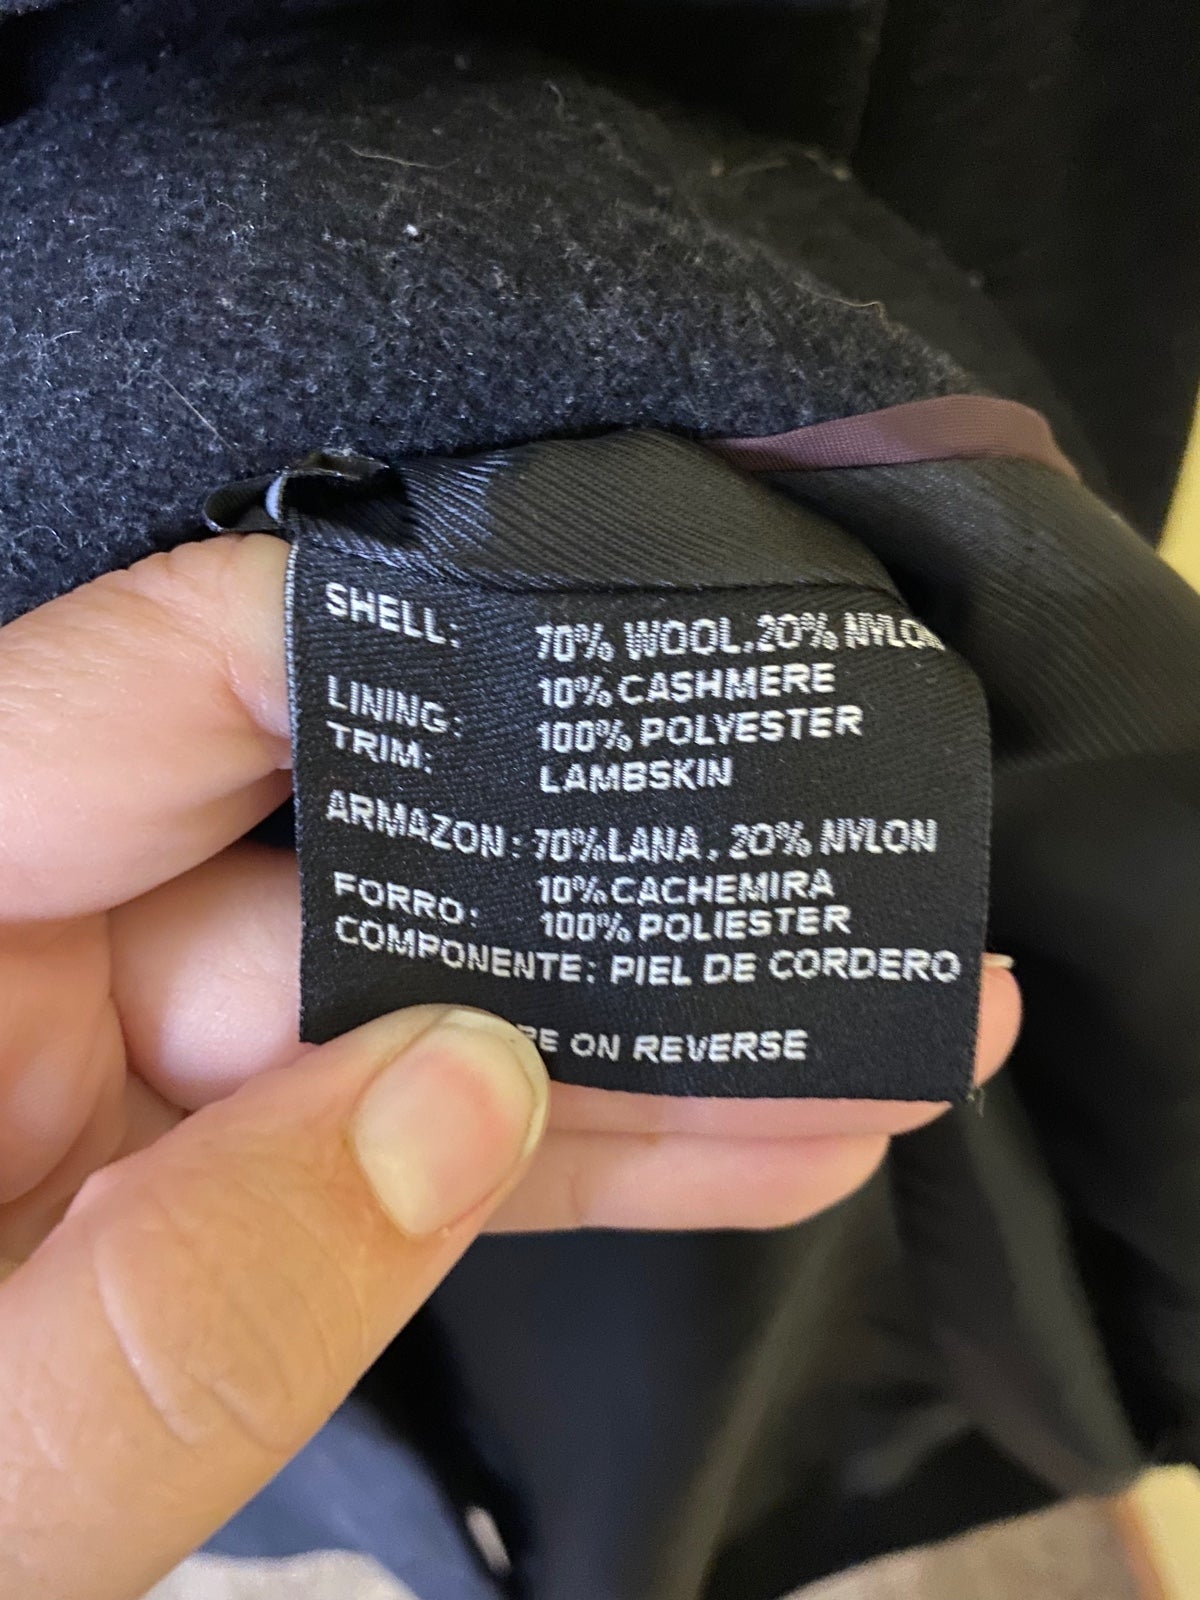 SHELL: 70% WOOL, 20% NYLON
10% CASHMERE
LINING: 100% POLYESTER
TRIM: LAMBSKIN
ARMAZON: 70% LANA, 20% NYLON
10% CACHEMIRA
FORRO: 100% POLIESTER
COMPONENTE: PIEL DE CORDERO
ON REVERSE